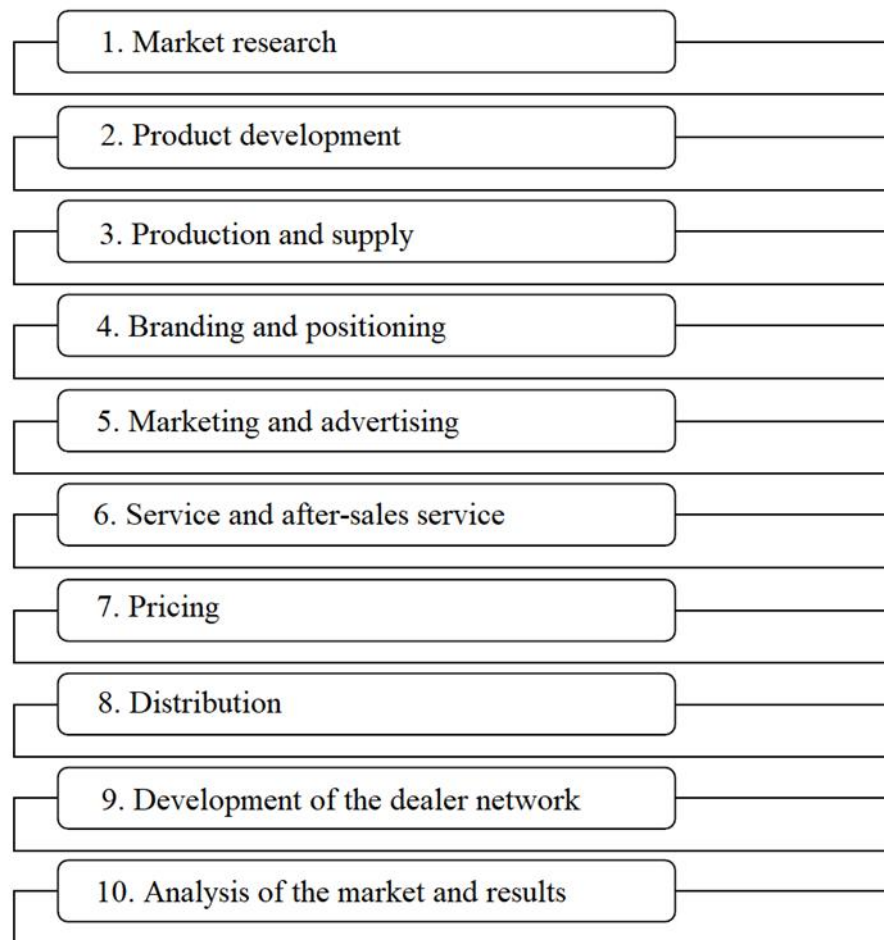 1. Market research
2. Product development
3. Production and supply
4. Branding and positioning
5. Marketing and advertising
6. Service and after-sales service
7. Pricing
8. Distribution
9. Development of the dealer network
10. Analysis of the market and results